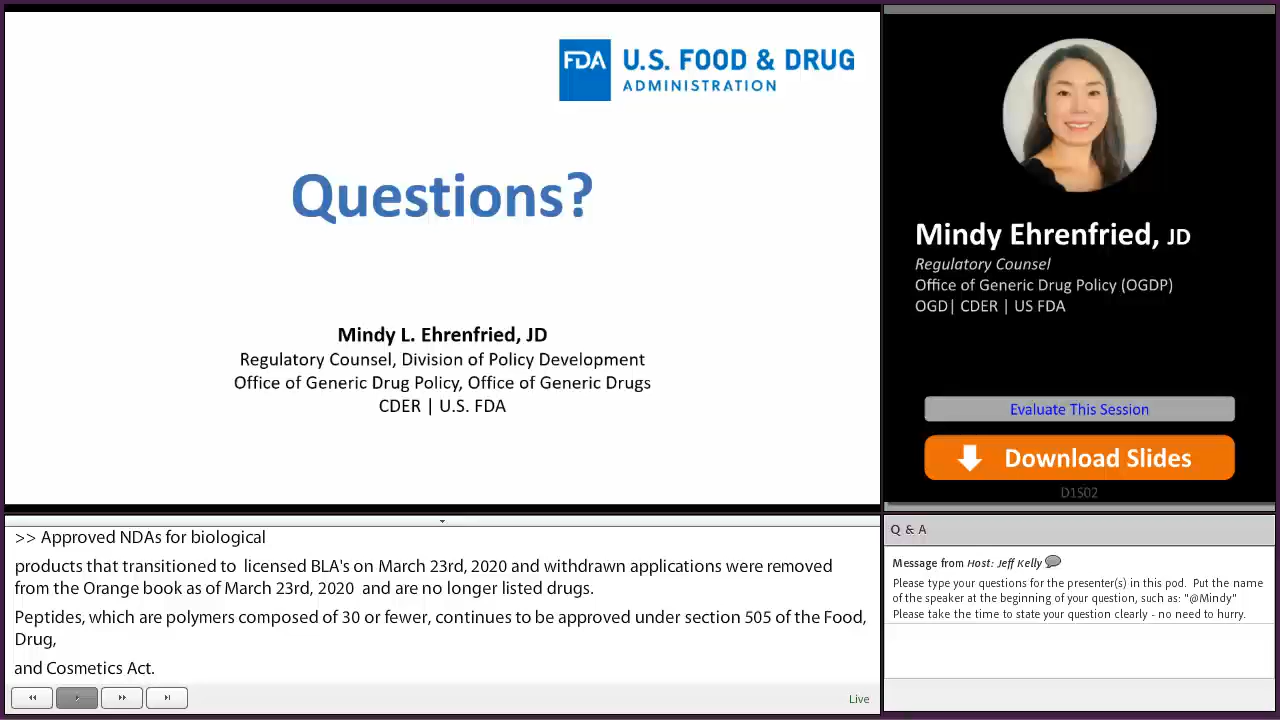 FDA
U.S. FOOD & DRUG
ADMINISTRATION
Questions?
Mindy L. Ehrenfried, JD
Regulatory Counsel, Division of Policy Development
Office of Generic Drug Policy, Office of Generic Drugs
CDER | U.S. FDA
Mindy Ehrenfried, JD
Regulatory Counsel
Office of Generic Drug Policy (OGDP)
OGD| CDER | US FDA
Evaluate This Session
Download Slides
D1S02
>> Approved NDAs for biological
products that transitioned to licensed BLA's on March 23rd, 2020 and withdrawn applications were removed
from the Orange book as of March 23rd, 2020 and are no longer listed drugs.
Peptides, which are polymers composed of 30 or fewer, continues to be approved under section 505 of the Food,
Drug,
and Cosmetics Act.
Live
Q & A
Message from Host: Jeff Kelly
Please type your questions for the presenter(s) in this pod. Put the name
of the speaker at the beginning of your question, such as: "@Mindy"
Please take the time to state your question clearly - no need to hurry.